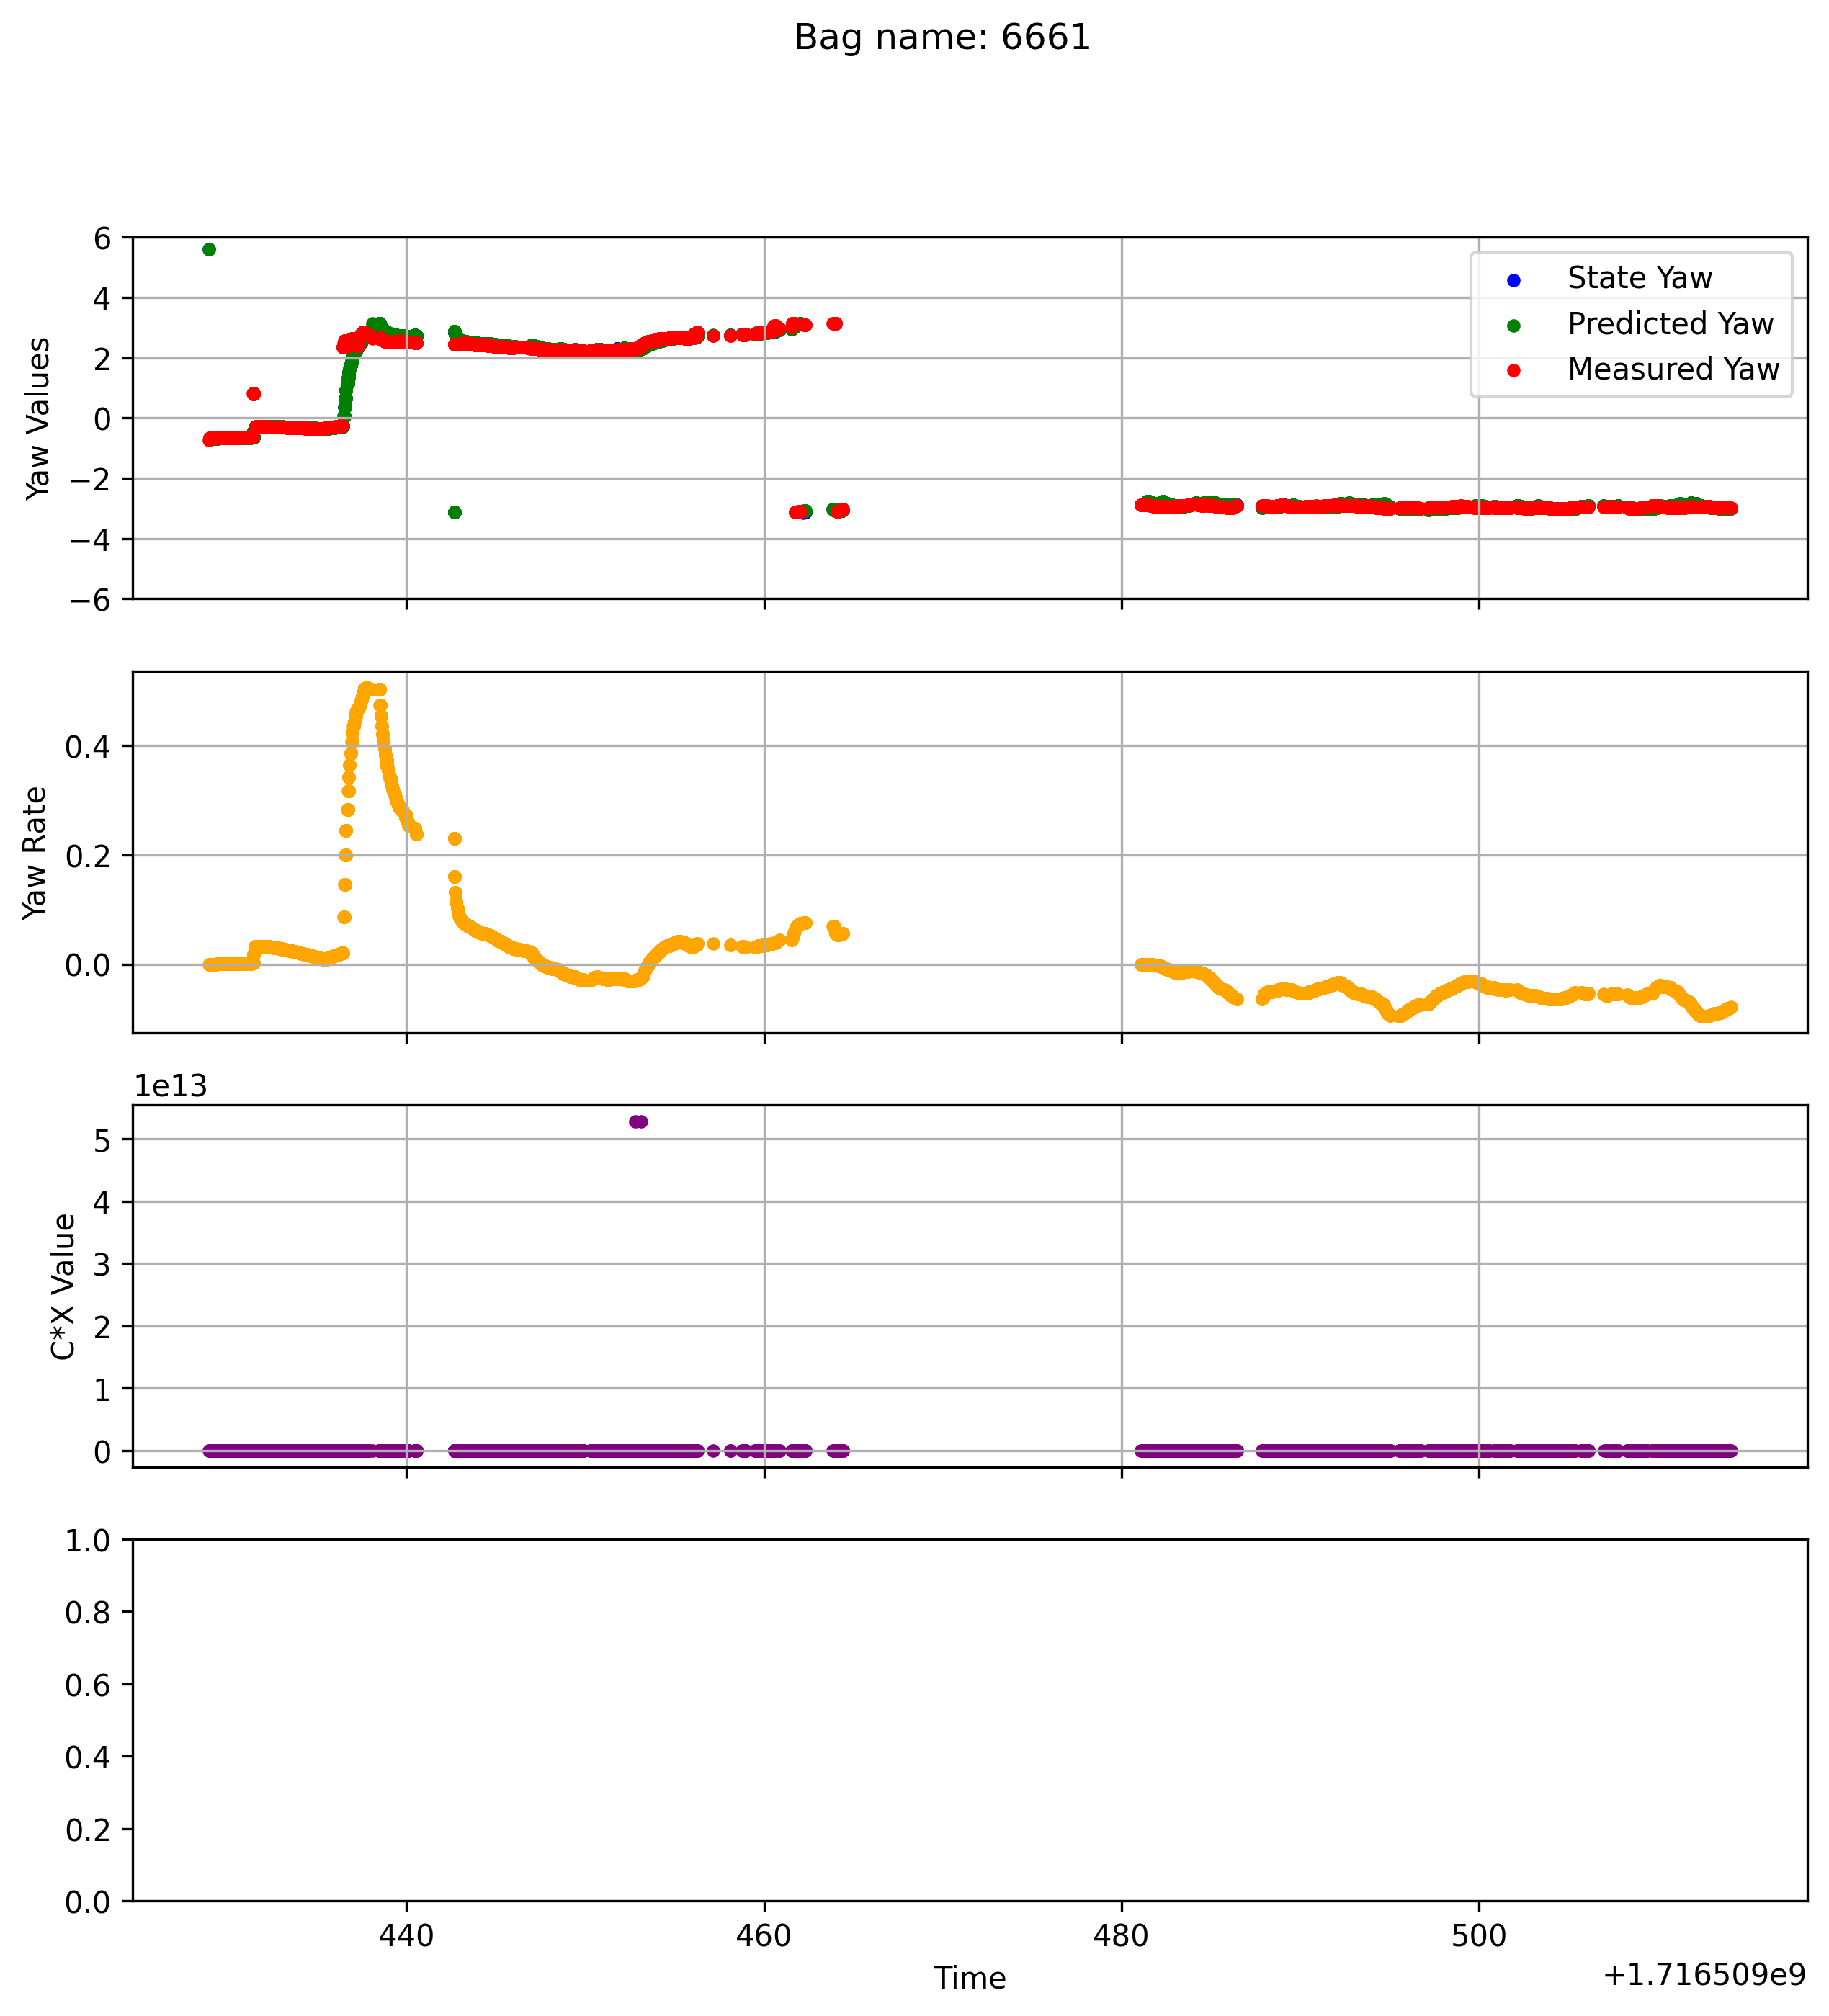 Bag name: 6661
6
4
2
0
−2
−4
−6
Yaw Values
State Yaw
Predicted Yaw
Measured Yaw
0.4
0.2
0.0
Yaw Rate
1e13
5
4
3
2
1
0
C*X Value
1.0
0.8
0.6
0.4
0.2
0.0
440 460 480 500
Time
+1.716509e9